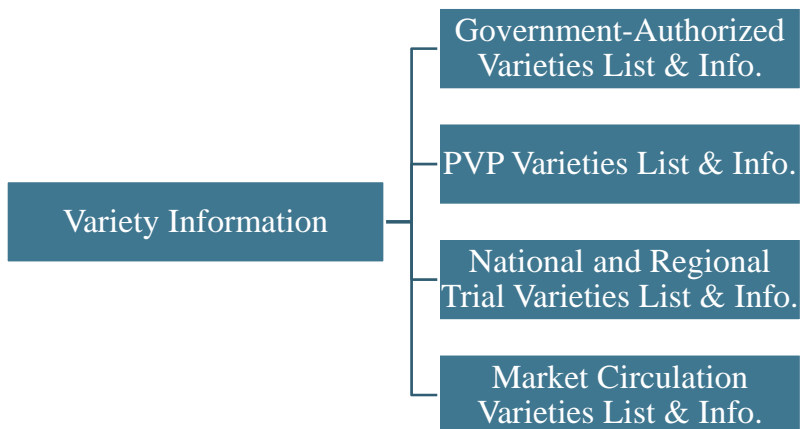 Government-Authorized
Varieties List & Info.
PVP Varieties List & Info.
Variety Information
National and Regional
Trial Varieties List & Info.
Market Circulation
Varieties List & Info.